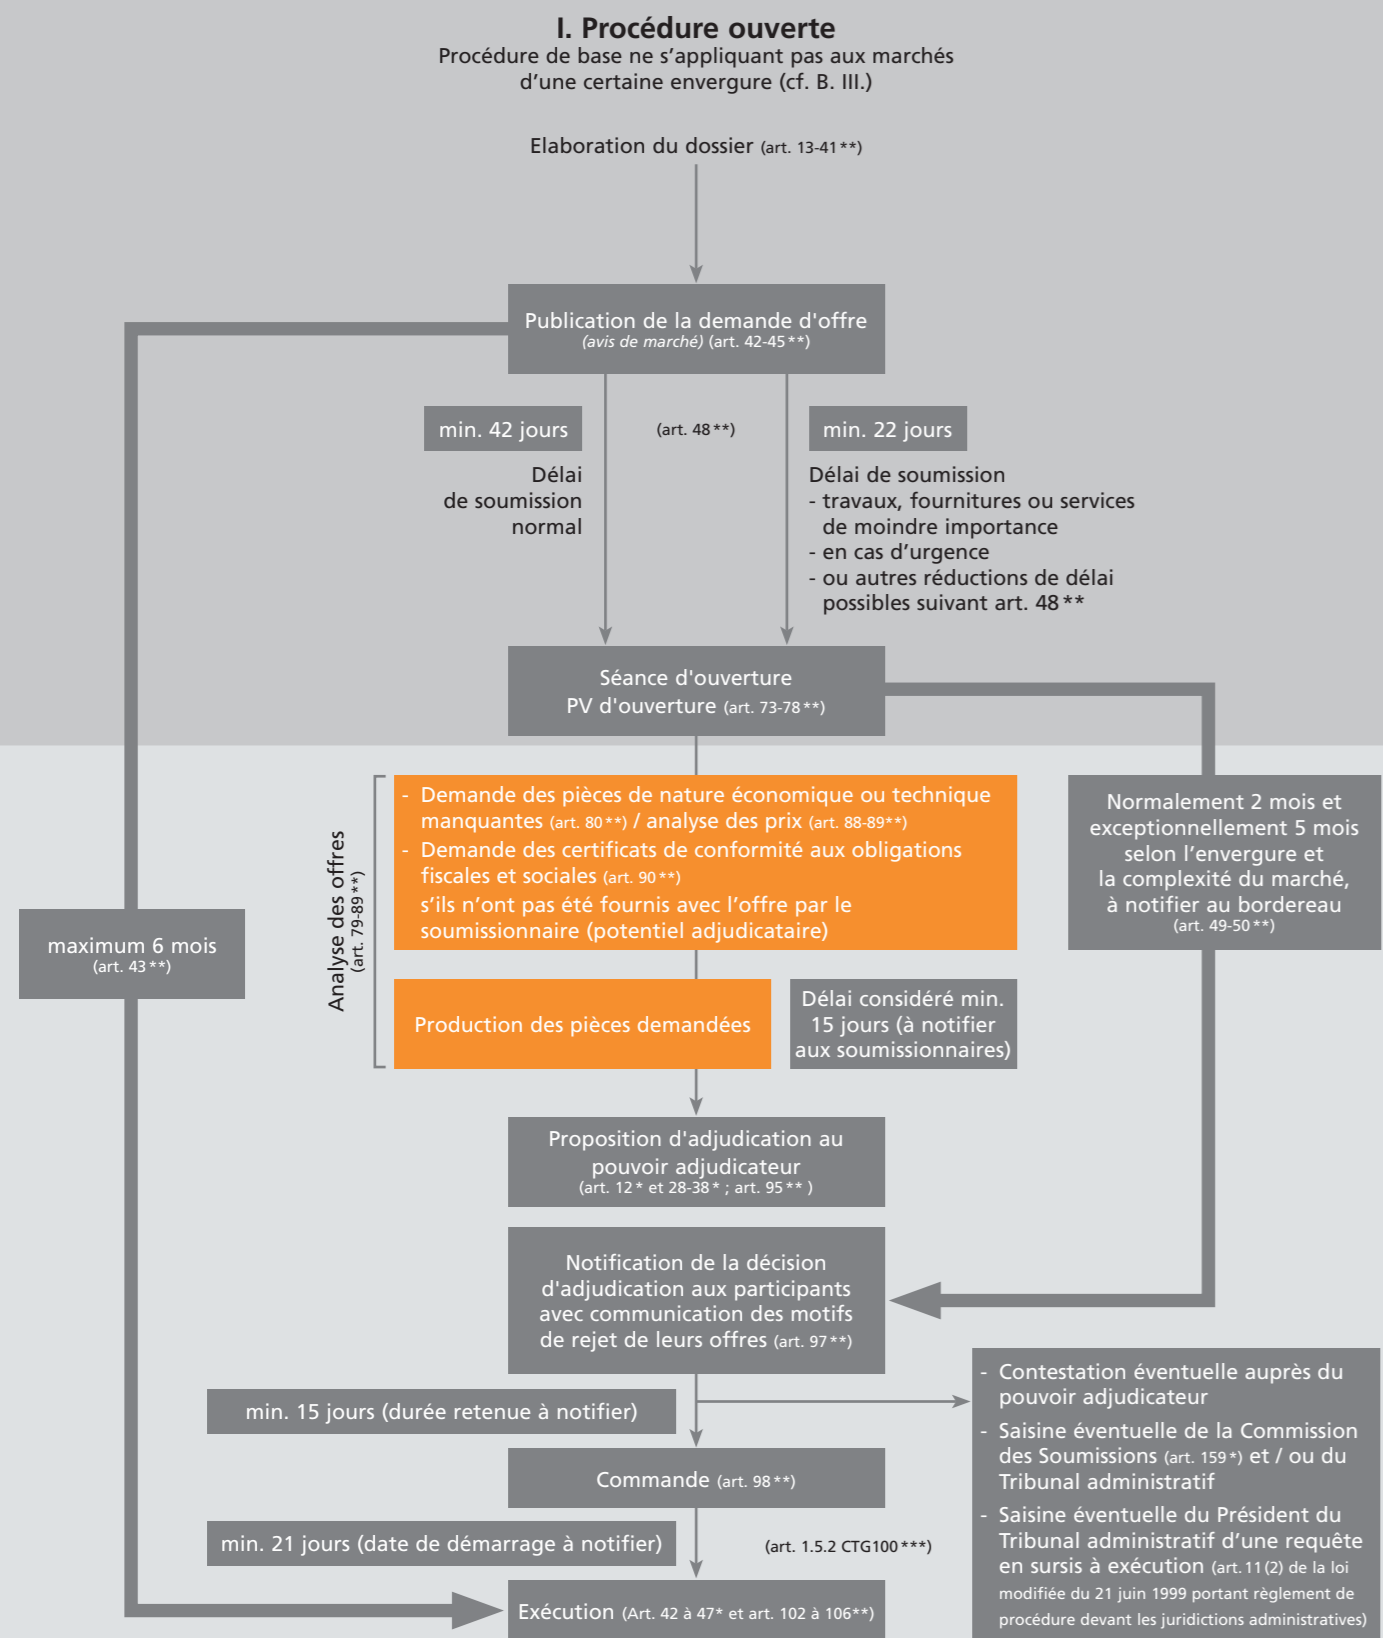 I. Procédure ouverte
Procédure de base ne s’appliquant pas aux marchés
d’une certaine envergure (cf. B. III.)
Elaboration du dossier (art. 13-41**)
Publication de la demande d'offre
(avis de marché) (art. 42-45**)
min. 42 jours
(art. 48**)
min. 22 jours
Délai
de soumission
normal
Délai de soumission
- travaux, fournitures ou services
de moindre importance
- en cas d’urgence
- ou autres réductions de délai
possibles suivant art. 48**
Séance d'ouverture
PV d'ouverture (art. 73-78**)
Analyse des offres
(art. 79-89**)
- Demande des pièces de nature économique ou technique
manquantes (art. 80**) / analyse des prix (art. 88-89**)
- Demande des certificats de conformité aux obligations
fiscales et sociales (art. 90**)
s’ils n’ont pas été fournis avec l’offre par le
soumissionnaire (potentiel adjudicataire)
Normalement 2 mois et
exceptionnellement 5 mois
selon l’envergure et
la complexité du marché,
à notifier au bordereau
(art. 49-50**)
maximum 6 mois
(art. 43**)
Production des pièces demandées
Délai considéré min.
15 jours (à notifier
aux soumissionnaires)
Proposition d'adjudication au
pouvoir adjudicateur
(art. 12* et 28-38* ; art. 95** )
Notification de la décision
d'adjudication aux participants
avec communication des motifs
de rejet de leurs offres (art. 97**)
min. 15 jours (durée retenue à notifier)
- Contestation éventuelle auprès du
pouvoir adjudicateur
- Saisine éventuelle de la Commission
des Soumissions (art. 159*) et / ou du
Tribunal administratif
- Saisine éventuelle du Président du
Tribunal administratif d’une requête
en sursis à exécution (art. 11(2) de la loi
modifiée du 21 juin 1999 portant règlement de
procédure devant les juridictions administratives)
Commande (art. 98**)
min. 21 jours (date de démarrage à notifier)
(art. 1.5.2 CTG100***)
Exécution (Art. 42 à 47* et art. 102 à 106**)